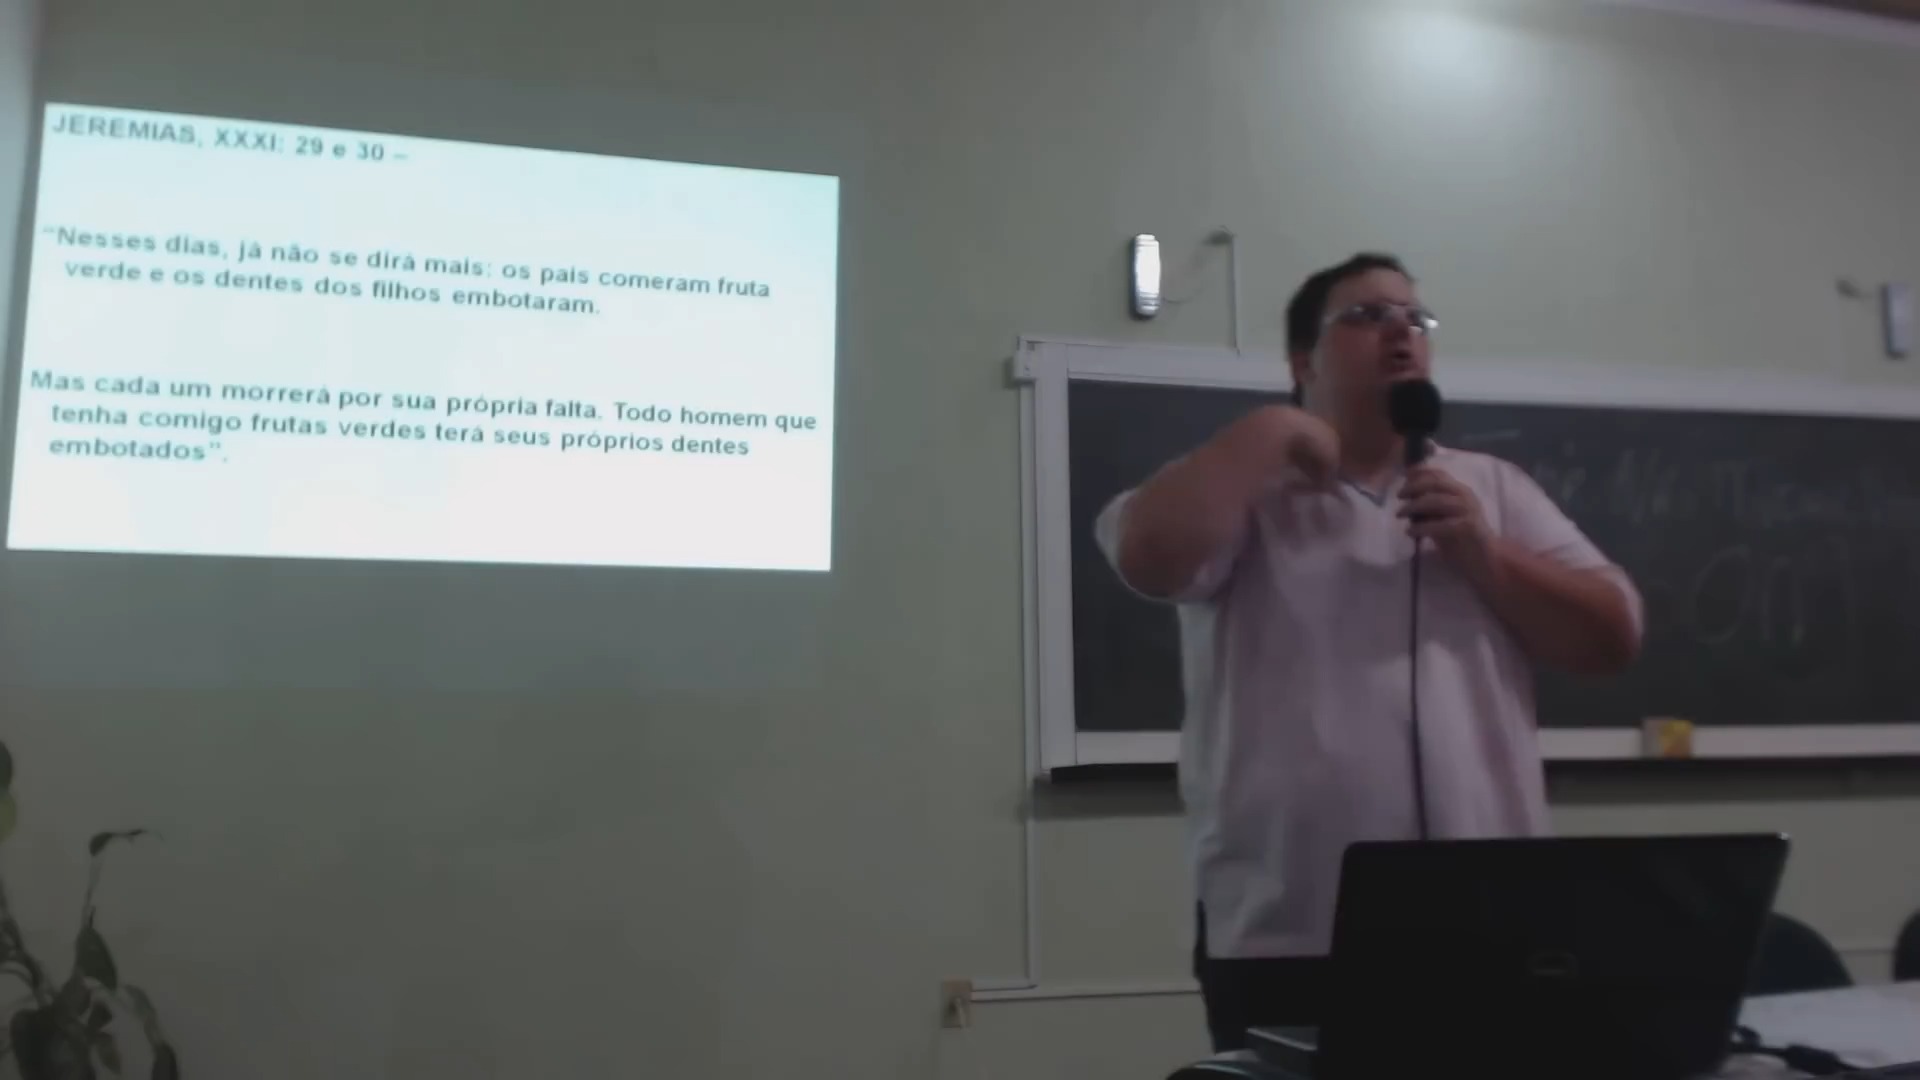 JEREMIAS, XXXI: 29 e 30 –
“Nesses dias, já não se dirá mais: os pais comeram fruta
verde e os dentes dos filhos embotaram.
Mas cada um morrerá por sua própria falta. Todo homem que
tenha comigo frutas verdes terá seus próprios dentes
embotados”.